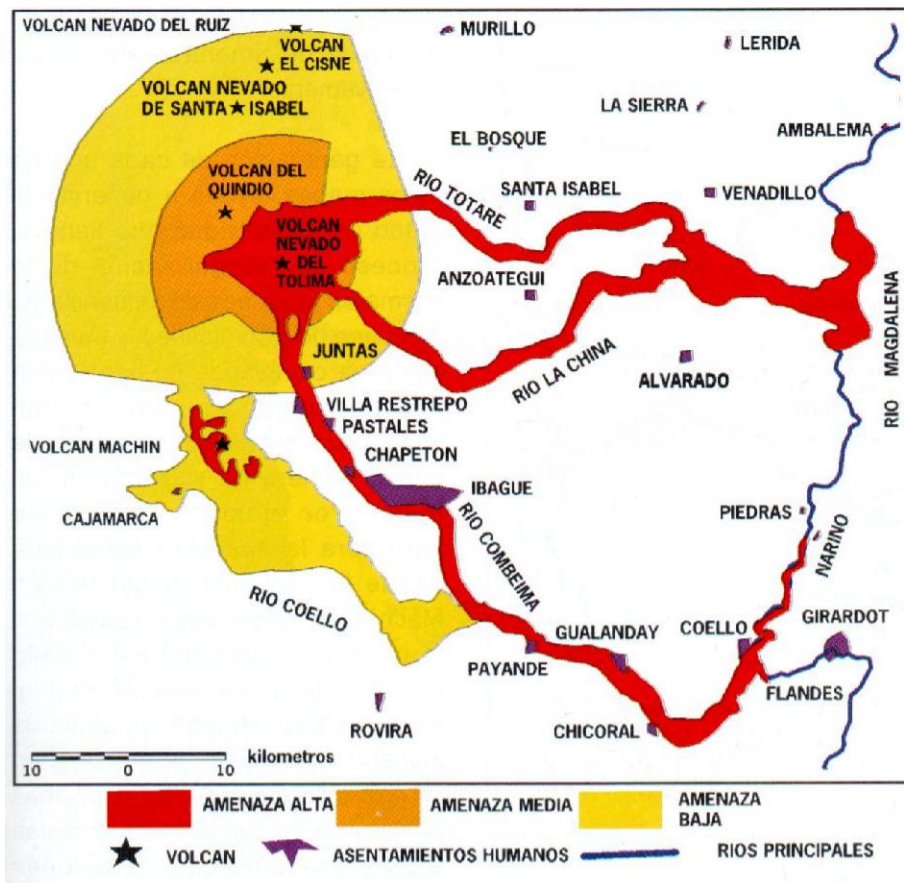 VOLCAN NEVADO DEL RUIZ
VOLCAN
EL CISNE
VOLCAN NEVADO
DE SANTA ISABEL
MURILLO
LERIDA
LA SIERRA
AMBALEMA
EL BOSQUE
VOLCAN DEL
QUINDIO
RIO TOTARE
SANTA ISABEL
VENADILLO
VOLCAN
NEVADO
DEL
TOLIMA
ANZOATEGUI
RIO MAGDALENA
JUNTAS
RIO LA CHINA
ALVARADO
VILLA RESTREPO
PASTALES
VOLCAN MACHIN
CHAPETON
IBAGUE
CAJAMARCA
RIO COMBEIMA
PIEDRAS
NARINO
RIO COELLO
GUALANDAY
COELLO
GIRARDOT
PAYANDE
FLANDES
ROVIRA
CHICORAL
10 0 10 kilometros
AMENAZA ALTA
AMENAZA MEDIA
AMENAZA
BAJA
VOLCAN
ASENTAMIENTOS HUMANOS
RIOS PRINCIPALES